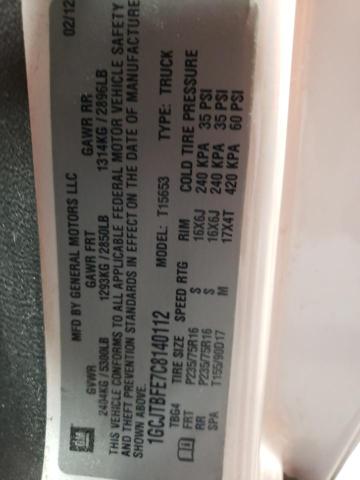 MFD BY GENERAL MOTORS LLC 02/12
GVWR GAWR FRT GAWR RR
2404KG/5300LB 1293KG/2850LB 1314KG/2896LB
THIS VEHICLE CONFORMS TO ALL APPLICABLE FEDERAL MOTOR VEHICLE SAFETY
AND THEFT PREVENTION STANDARDS IN EFFECT ON THE DATE OF MANUFACTURE
SHOWN ABOVE.
1GCJTBFE7C8140112 T15653 TYPE: TRUCK
TBG4
TIRE SIZE SPEED RTG RIM COLD TIRE PRESSURE
FRT P235/75R16 S 16X6J 240 KPA 35 PSI
RR P235/75R16 S 16X6J 240 KPA 35 PSI
SPA T155/90D17 M 17X4T 420 KPA 60 PSI